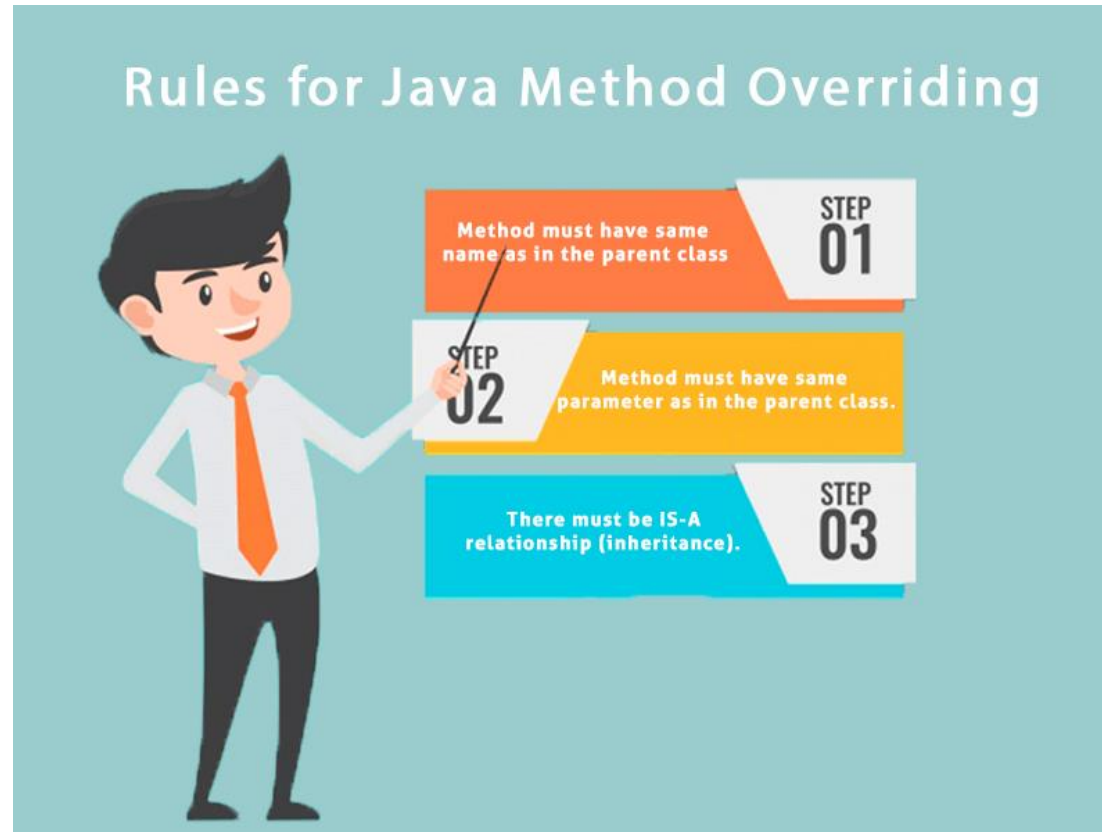 Rules for Java Method Overriding
Method must have same
name as in the parent class
STEP
01
STEP
02
Method must have same
parameter as in the parent class.
There must be IS-A
relationship (inheritance).
STEP
03